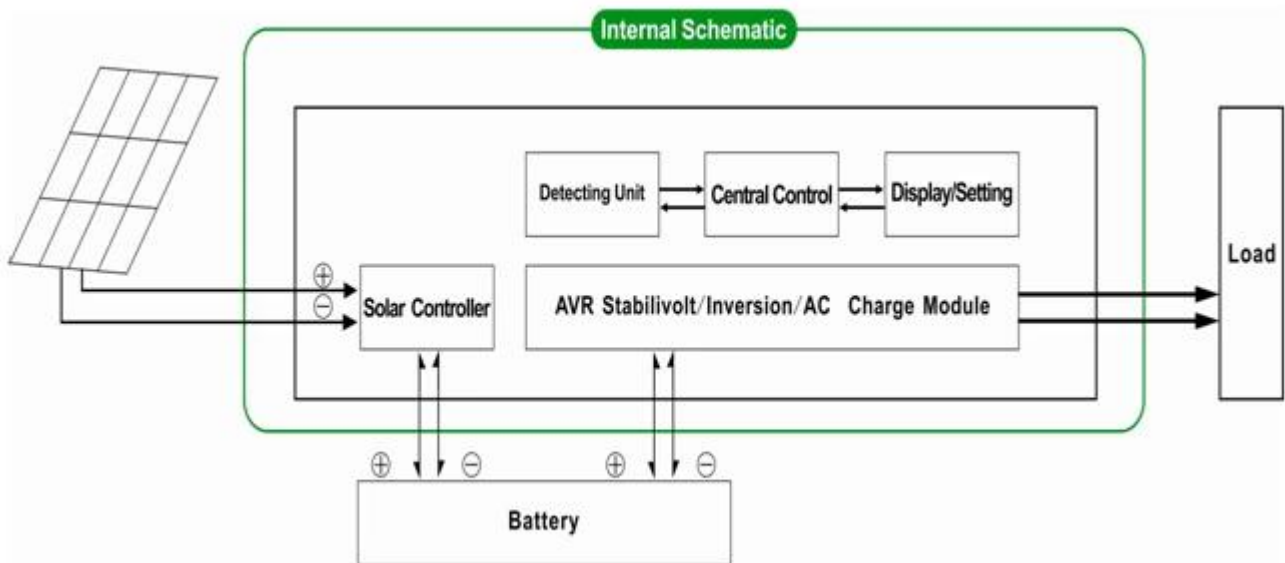 Internal Schematic
Detecting Unit
Central Control
Display/Setting
Load
+
−
Solar Controller
AVR Stabilivolt/Inversion/AC Charge Module
+ − + −
Battery